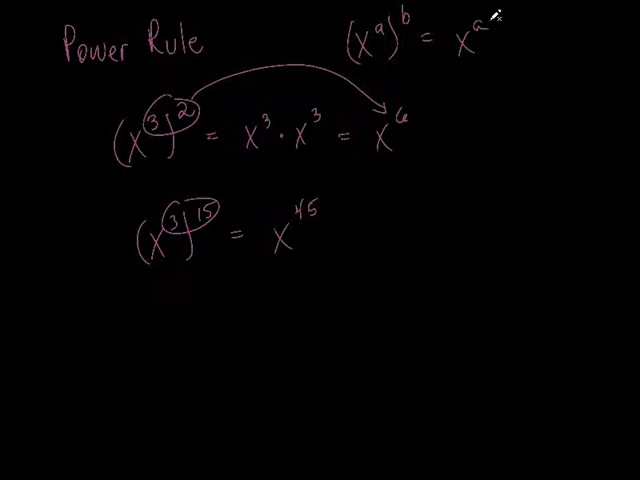 Power Rule (x^a)^b = x^a
(x^3)^2 = x^3 · x^3 = x^6
(x^3)^15 = x^45